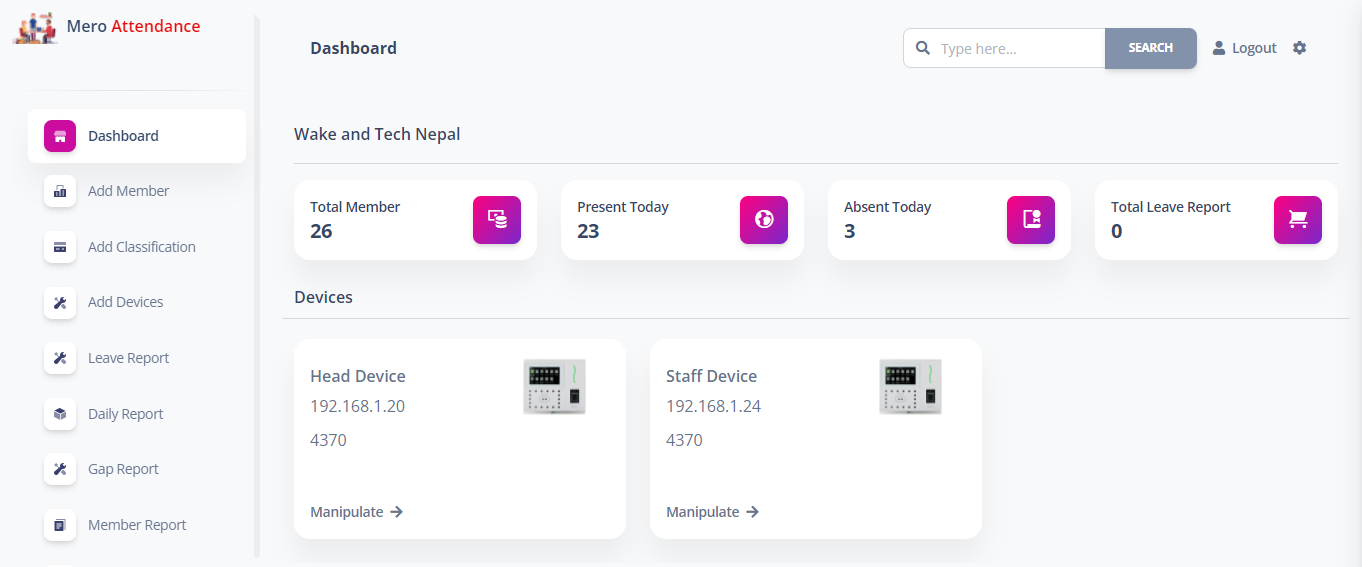 Mero Attendance
Dashboard
Type here...
SEARCH
Logout
Dashboard
Add Member
Add Classification
Add Devices
Leave Report
Daily Report
Gap Report
Member Report
Wake and Tech Nepal
Total Member
26
Present Today
23
Absent Today
3
Total Leave Report
0
Devices
Head Device
192.168.1.20
4370
Manipulate
Staff Device
192.168.1.24
4370
Manipulate